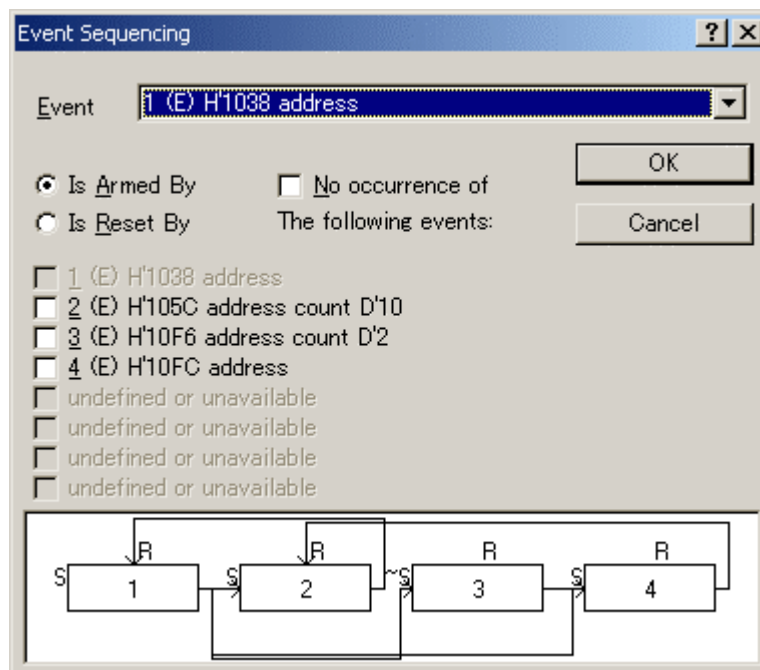 Event Sequencing
Event 1 (E) H'1038 address
OK
Is Armed By No occurrence of
Is Reset By The following events:
Cancel
1 (E) H'1038 address
2 (E) H'105C address count D'10
3 (E) H'10F6 address count D'2
4 (E) H'10FC address
undefined or unavailable
undefined or unavailable
undefined or unavailable
undefined or unavailable
R R R R
S 1 S 2 ~S 3 S 4